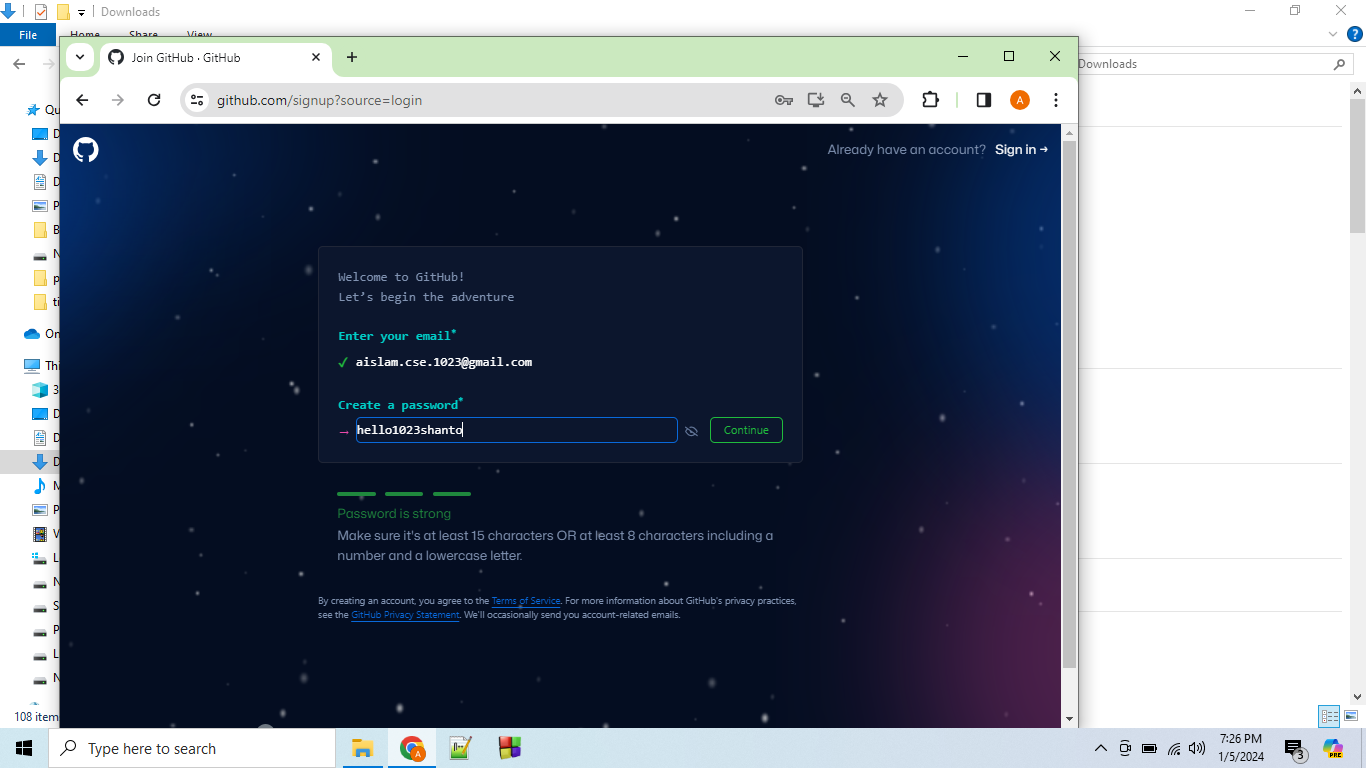 Downloads
File
Home
Share
View
Join GitHub · GitHub
github.com/signup?source=login
A
Downloads
Already have an account? Sign in →
Welcome to GitHub!
Let's begin the adventure
Enter your email*
✓ aislam.cse.1023@gmail.com
Create a password*
→ hello1023shanto
Continue
Password is strong
Make sure it's at least 15 characters OR at least 8 characters including a
number and a lowercase letter.
By creating an account, you agree to the Terms of Service. For more information about GitHub's privacy practices,
see the GitHub Privacy Statement. We'll occasionally send you account-related emails.
108 item
Type here to search
A
7:26 PM
1/5/2024
3
PRE